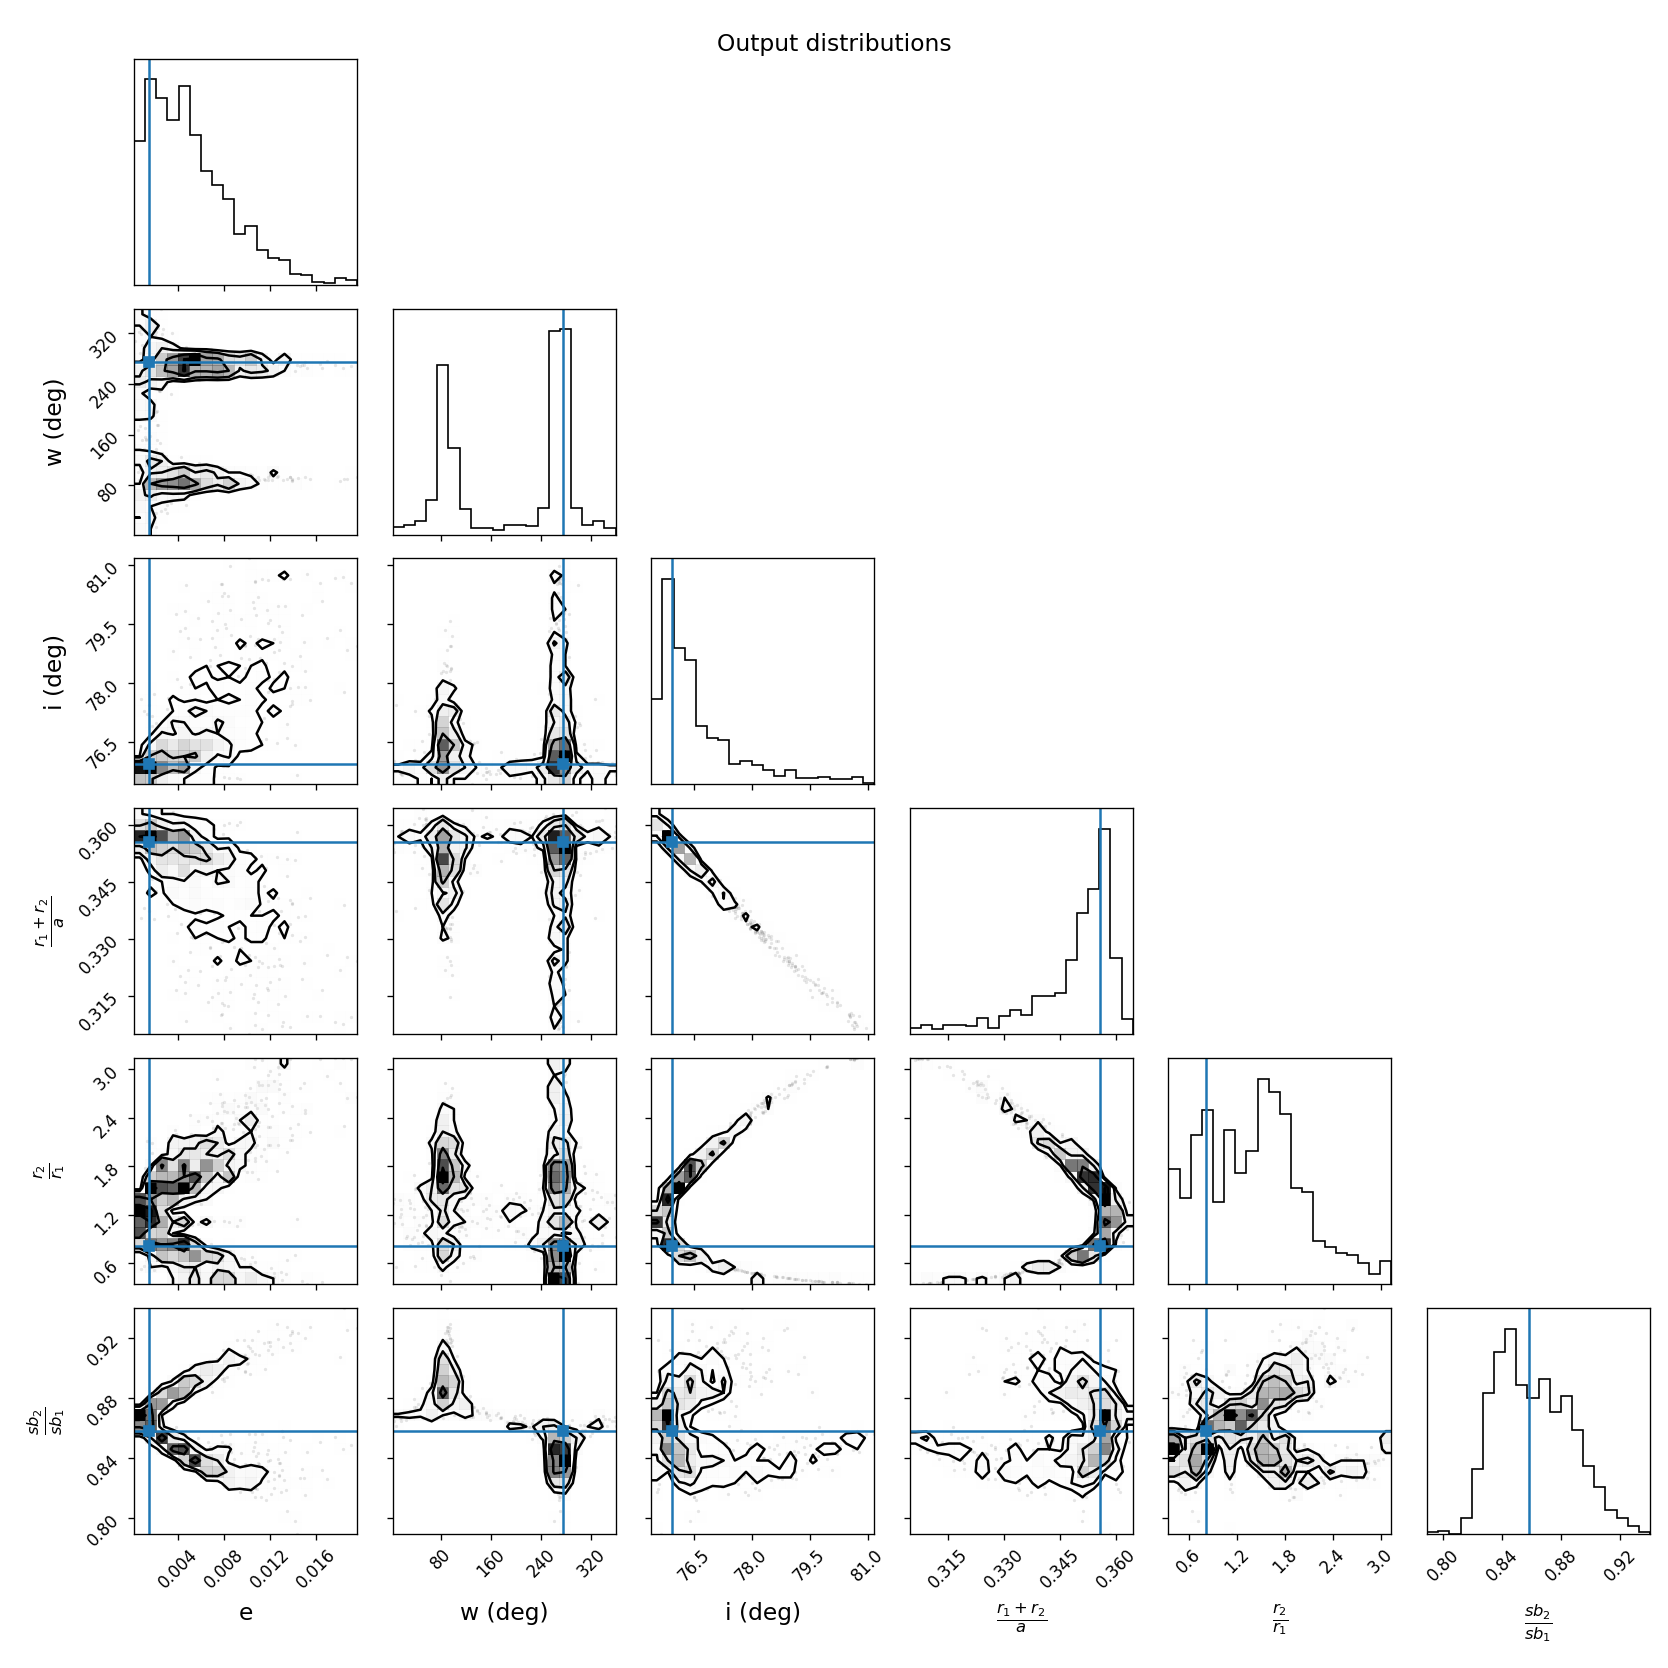 Output distributions
w (deg)
320
240
160
80
i (deg)
81.0
79.5
78.0
76.5
r₁ + r₂
a
0.360
0.345
0.330
0.315
r₂
r₁
3.0
2.4
1.8
1.2
0.6
sb₂
sb₁
0.92
0.88
0.84
0.80
0.004 0.008 0.012 0.016
80 160 240 320
76.5 78.0 79.5 81.0
0.315 0.330 0.345 0.360
0.6 1.2 1.8 2.4 3.0
0.80 0.84 0.88 0.92
e
w (deg)
i (deg)
r₁ + r₂
a
r₂
r₁
sb₂
sb₁